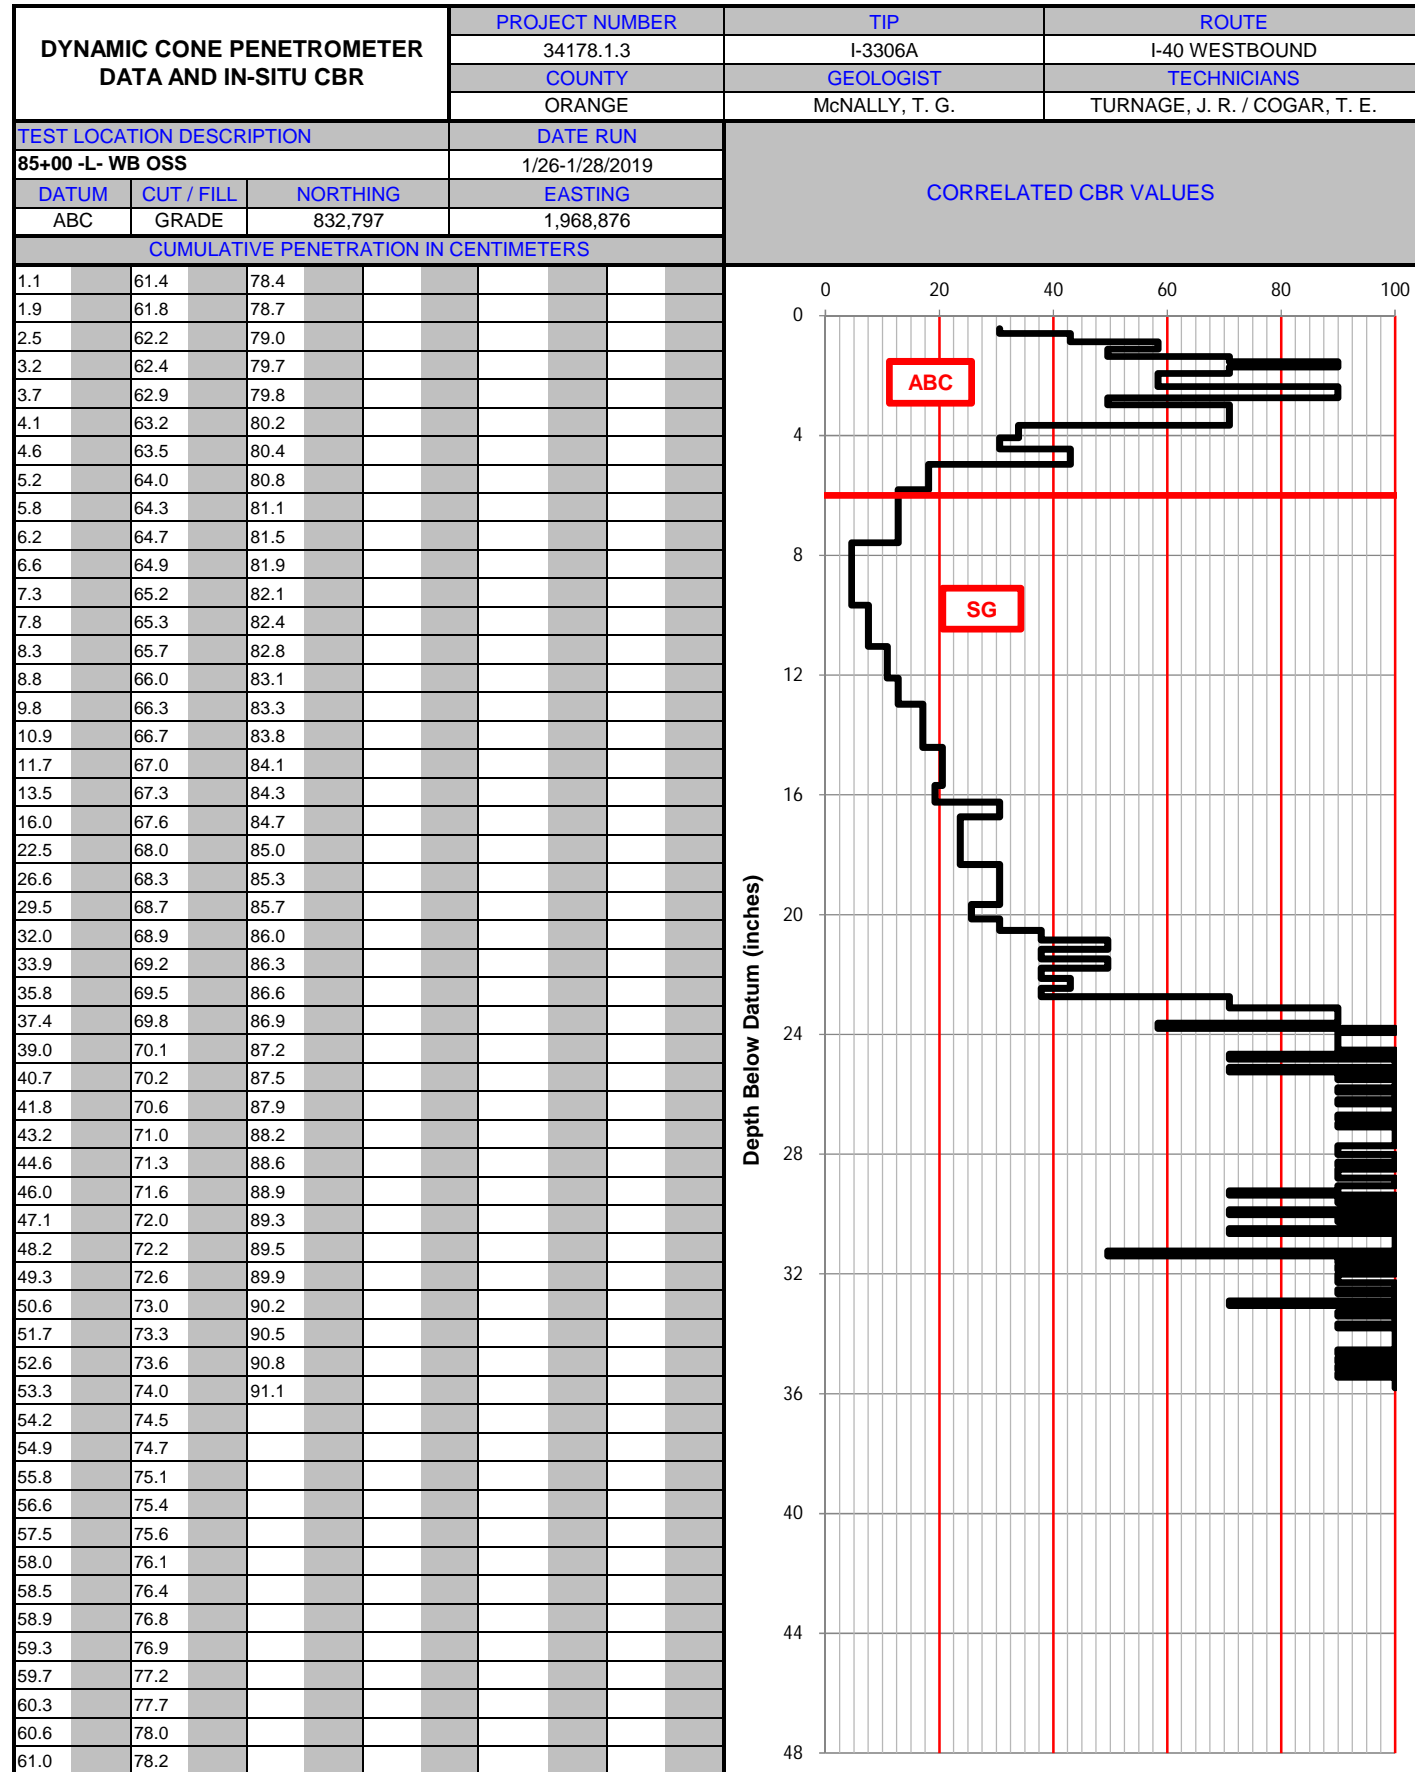 DYNAMIC CONE PENETROMETER
DATA AND IN-SITU CBR
PROJECT NUMBER TIP ROUTE
34178.1.3 I-3306A I-40 WESTBOUND
COUNTY GEOLOGIST TECHNICIANS
ORANGE McNALLY, T. G. TURNAGE, J. R. / COGAR, T. E.
TEST LOCATION DESCRIPTION DATE RUN
85+00 -L- WB OSS 1/26-1/28/2019
DATUM CUT / FILL NORTHING EASTING
ABC GRADE 832,797 1,968,876
CUMULATIVE PENETRATION IN CENTIMETERS
1.1 61.4 78.4
1.9 61.8 78.7
2.5 62.2 79.0
3.2 62.4 79.7
3.7 62.9 79.8
4.1 63.2 80.2
4.6 63.5 80.4
5.2 64.0 80.8
5.8 64.3 81.1
6.2 64.7 81.5
6.6 64.9 81.9
7.3 65.2 82.1
7.8 65.3 82.4
8.3 65.7 82.8
8.8 66.0 83.1
9.8 66.3 83.3
10.9 66.7 83.8
11.7 67.0 84.1
13.5 67.3 84.3
16.0 67.6 84.7
22.5 68.0 85.0
26.6 68.3 85.3
29.5 68.7 85.7
32.0 68.9 86.0
33.9 69.2 86.3
35.8 69.5 86.6
37.4 69.8 86.9
39.0 70.1 87.2
40.7 70.2 87.5
41.8 70.6 87.9
43.2 71.0 88.2
44.6 71.3 88.6
46.0 71.6 88.9
47.1 72.0 89.3
48.2 72.2 89.5
49.3 72.6 89.9
50.6 73.0 90.2
51.7 73.3 90.5
52.6 73.6 90.8
53.3 74.0 91.1
54.2 74.5
54.9 74.7
55.8 75.1
56.6 75.4
57.5 75.6
58.0 76.1
58.5 76.4
58.9 76.8
59.3 76.9
59.7 77.2
60.3 77.7
60.6 78.0
61.0 78.2
CORRELATED CBR VALUES
0 20 40 60 80 100
0
ABC
4
8
SG
12
16
20
24
28
32
36
40
44
48
Depth Below Datum (inches)